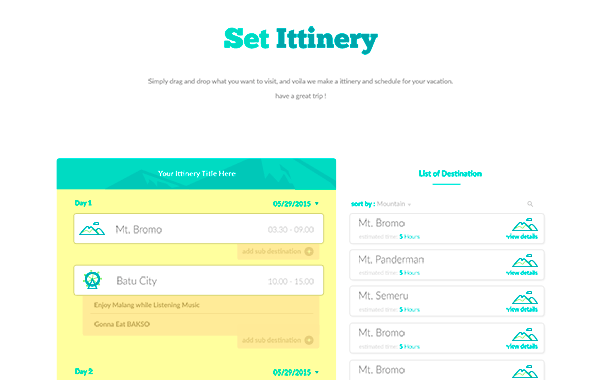 Set Ittinery
Simply drag and drop what you want to visit, and voila we make a ittinery and schedule for your vacation.
have a great trip !
Your Ittinery Title Here
Day 1
05/29/2015
Mt. Bromo
03.30 - 09.00
add sub destination
Batu City
10.00 - 15.00
Enjoy Malang while Listening Music
Gonna Eat BAKSO
add sub destination
Day 2
05/29/2015
List of Destination
sort by : Mountain
Mt. Bromo
estimated time: 5 Hours
view details
Mt. Panderman
estimated time: 5 Hours
view details
Mt. Semeru
estimated time: 5 Hours
view details
Mt. Bromo
estimated time: 5 Hours
view details
Mt. Bromo